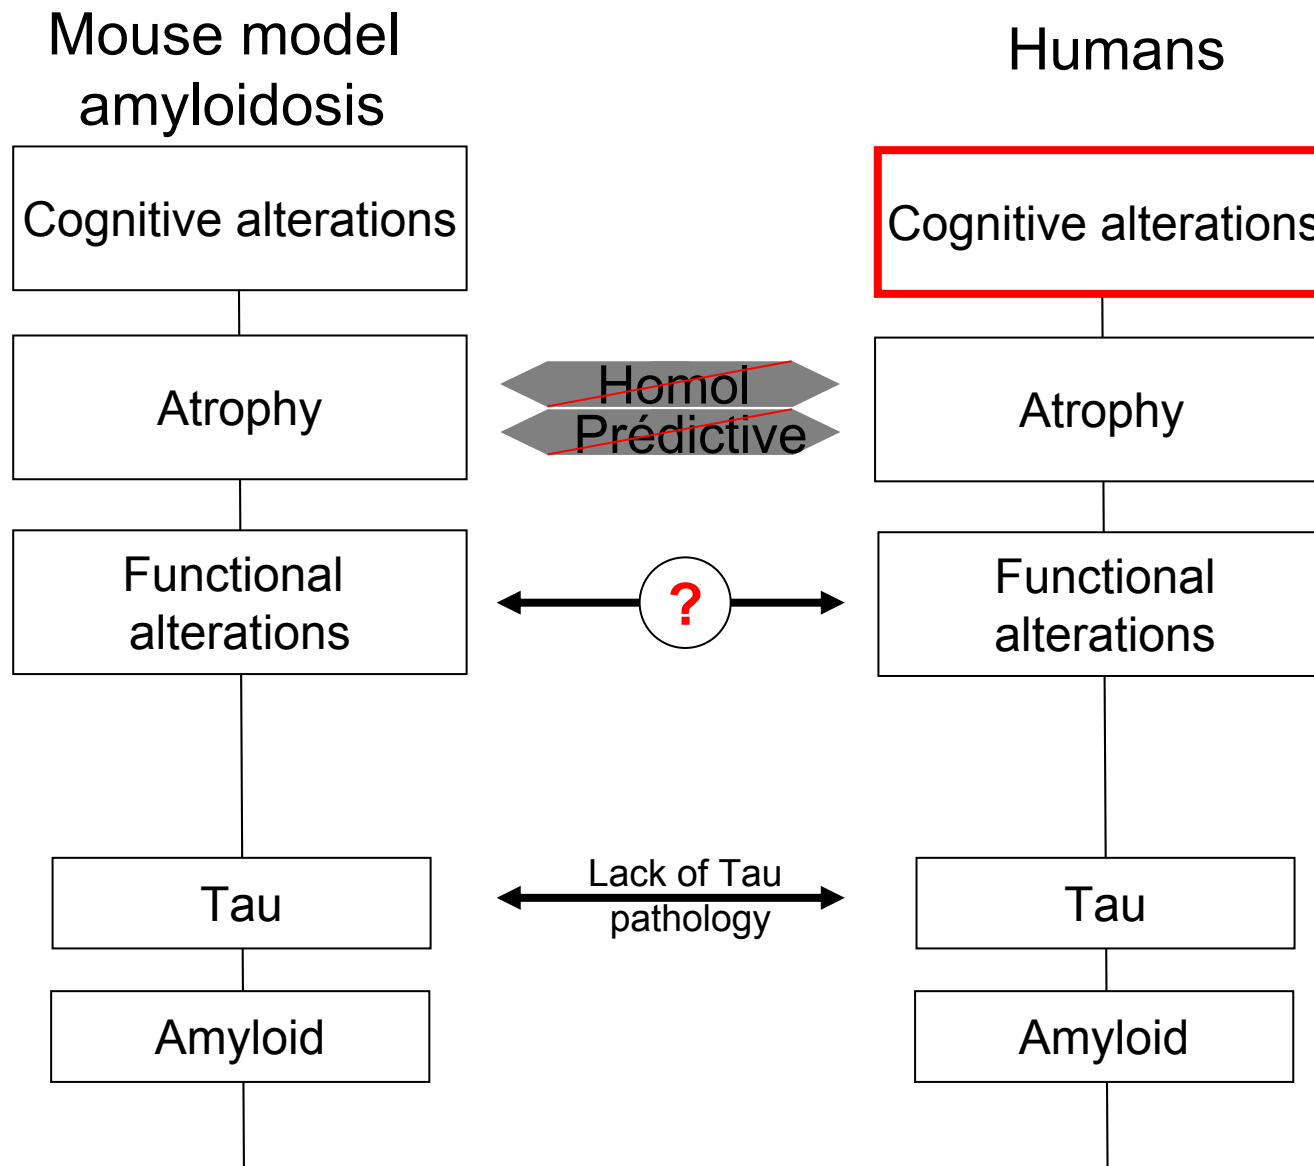 Mouse model
amyloidosis
Humans
Cognitive alterations
Cognitive alterations
Atrophy
Homol
Prédictive
Atrophy
Functional
alterations
?
Functional
alterations
Tau
Lack of Tau
pathology
Tau
Amyloid
Amyloid